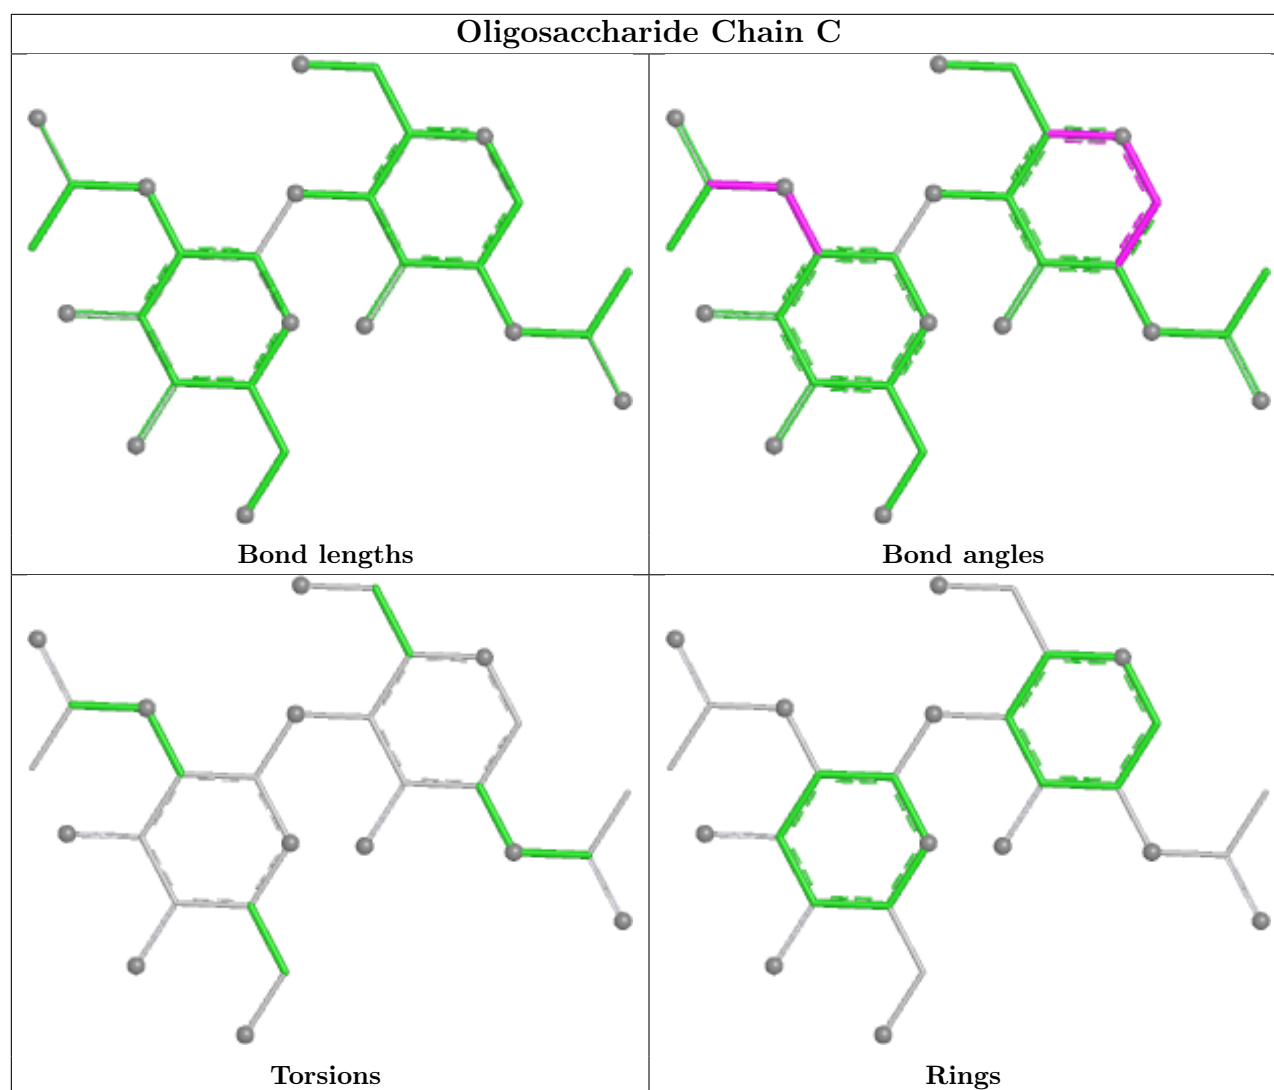 Oligosaccharide Chain C
Bond lengths
Bond angles
Torsions
Rings